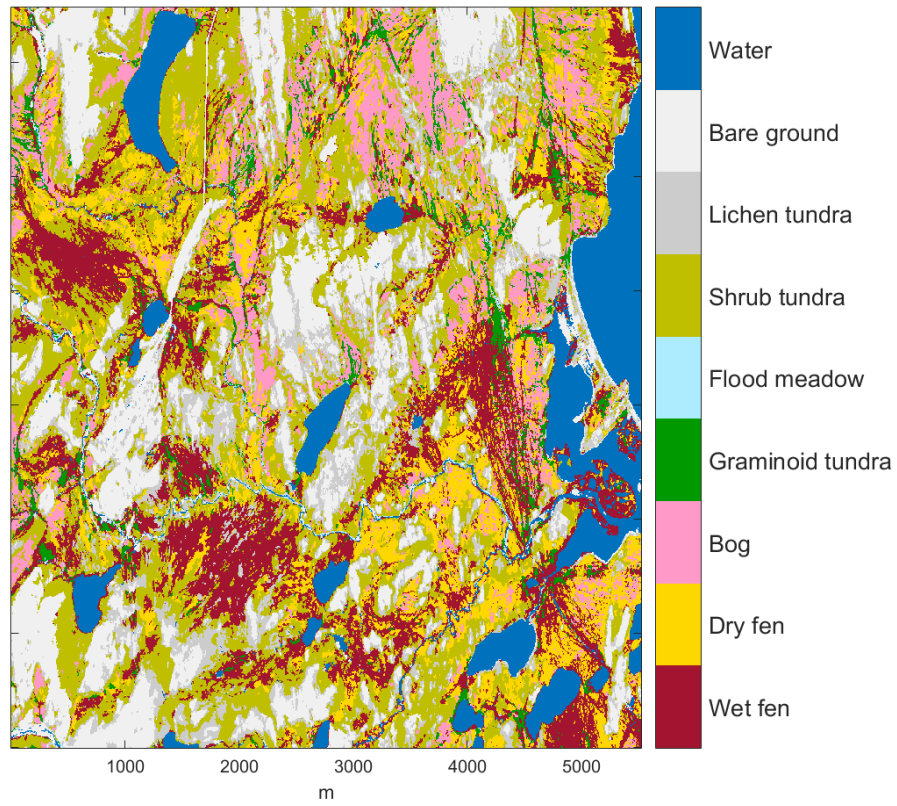 Water
Bare ground
Lichen tundra
Shrub tundra
Flood meadow
Graminoid tundra
Bog
Dry fen
Wet fen
1000 2000 3000 4000 5000
m